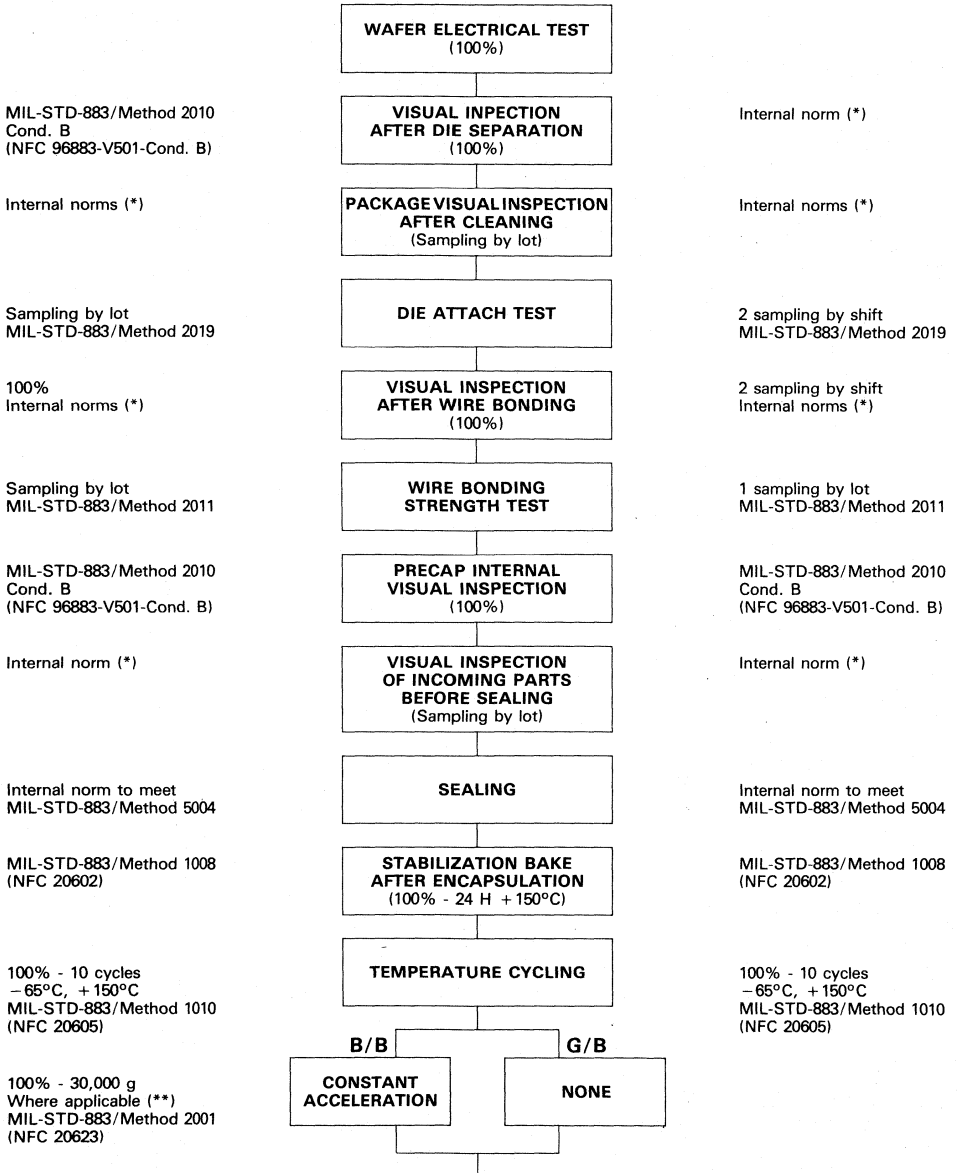 WAFER ELECTRICAL TEST
(100%)
MIL-STD-883/Method 2010
Cond. B
(NFC 96883-V501-Cond. B)
VISUAL INPECTION
AFTER DIE SEPARATION
(100%)
Internal norm (*)
Internal norms (*)
PACKAGE VISUAL INSPECTION
AFTER CLEANING
(Sampling by lot)
Internal norms (*)
Sampling by lot
MIL-STD-883/Method 2019
DIE ATTACH TEST
2 sampling by shift
MIL-STD-883/Method 2019
100%
Internal norms (*)
VISUAL INSPECTION
AFTER WIRE BONDING
(100%)
2 sampling by shift
Internal norms (*)
Sampling by lot
MIL-STD-883/Method 2011
WIRE BONDING
STRENGTH TEST
1 sampling by lot
MIL-STD-883/Method 2011
MIL-STD-883/Method 2010
Cond. B
(NFC 96883-V501-Cond. B)
PRECAP INTERNAL
VISUAL INSPECTION
(100%)
MIL-STD-883/Method 2010
Cond. B
(NFC 96883-V501-Cond. B)
Internal norm (*)
VISUAL INSPECTION
OF INCOMING PARTS
BEFORE SEALING
(Sampling by lot)
Internal norm (*)
Internal norm to meet
MIL-STD-883/Method 5004
SEALING
Internal norm to meet
MIL-STD-883/Method 5004
MIL-STD-883/Method 1008
(NFC 20602)
STABILIZATION BAKE
AFTER ENCAPSULATION
(100% - 24 H +150°C)
MIL-STD-883/Method 1008
(NFC 20602)
100% - 10 cycles
−65°C, +150°C
MIL-STD-883/Method 1010
(NFC 20605)
TEMPERATURE CYCLING
100% - 10 cycles
−65°C, +150°C
MIL-STD-883/Method 1010
(NFC 20605)
B/B
G/B
100% - 30,000 g
Where applicable (**)
MIL-STD-883/Method 2001
(NFC 20623)
CONSTANT
ACCELERATION
NONE